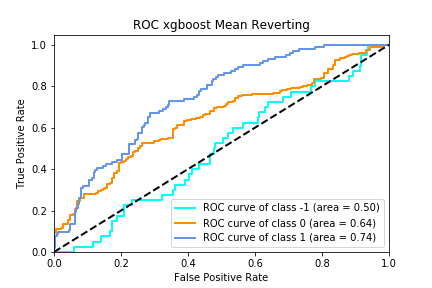 ROC xgboost Mean Reverting
True Positive Rate
1.0
0.8
0.6
0.4
0.2
0.0
ROC curve of class -1 (area = 0.50)
ROC curve of class 0 (area = 0.64)
ROC curve of class 1 (area = 0.74)
0.0 0.2 0.4 0.6 0.8 1.0
False Positive Rate